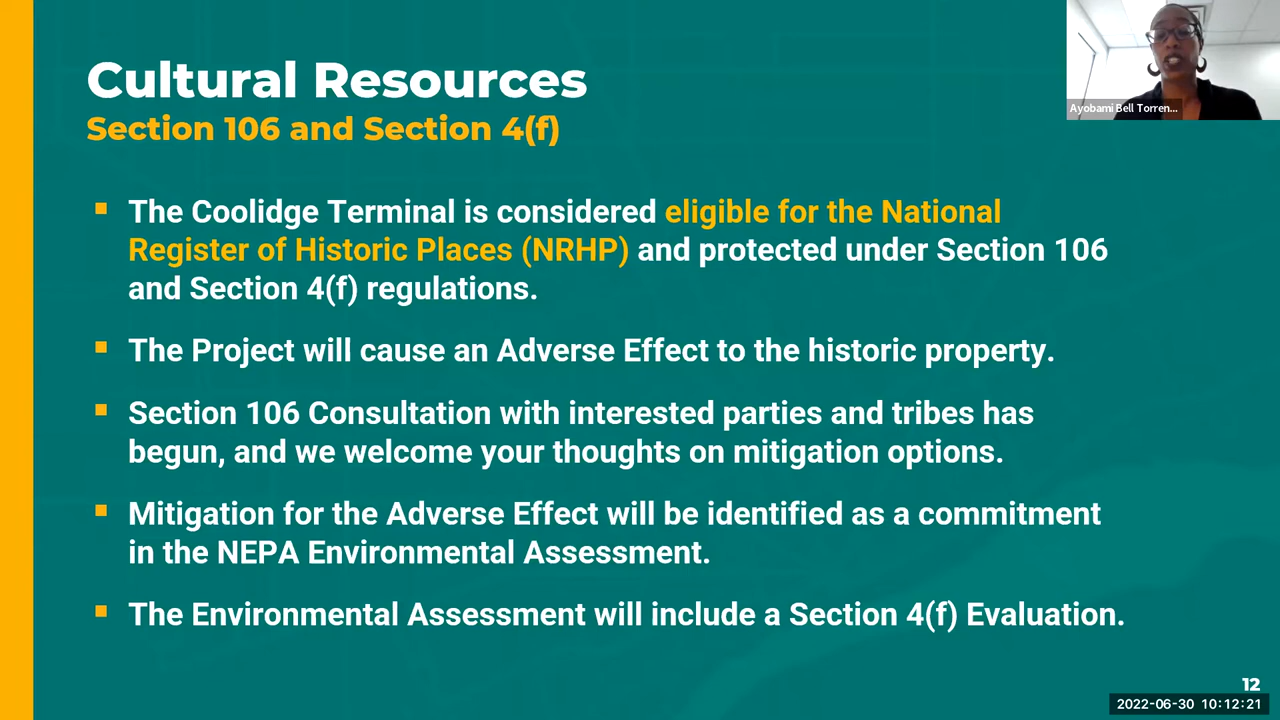 Cultural Resources
Section 106 and Section 4(f)
▪ The Coolidge Terminal is considered eligible for the National
Register of Historic Places (NRHP) and protected under Section 106
and Section 4(f) regulations.
▪ The Project will cause an Adverse Effect to the historic property.
▪ Section 106 Consultation with interested parties and tribes has
begun, and we welcome your thoughts on mitigation options.
▪ Mitigation for the Adverse Effect will be identified as a commitment
in the NEPA Environmental Assessment.
▪ The Environmental Assessment will include a Section 4(f) Evaluation.
Ayobami Bell Torren...
12
2022-06-30 10:12:21